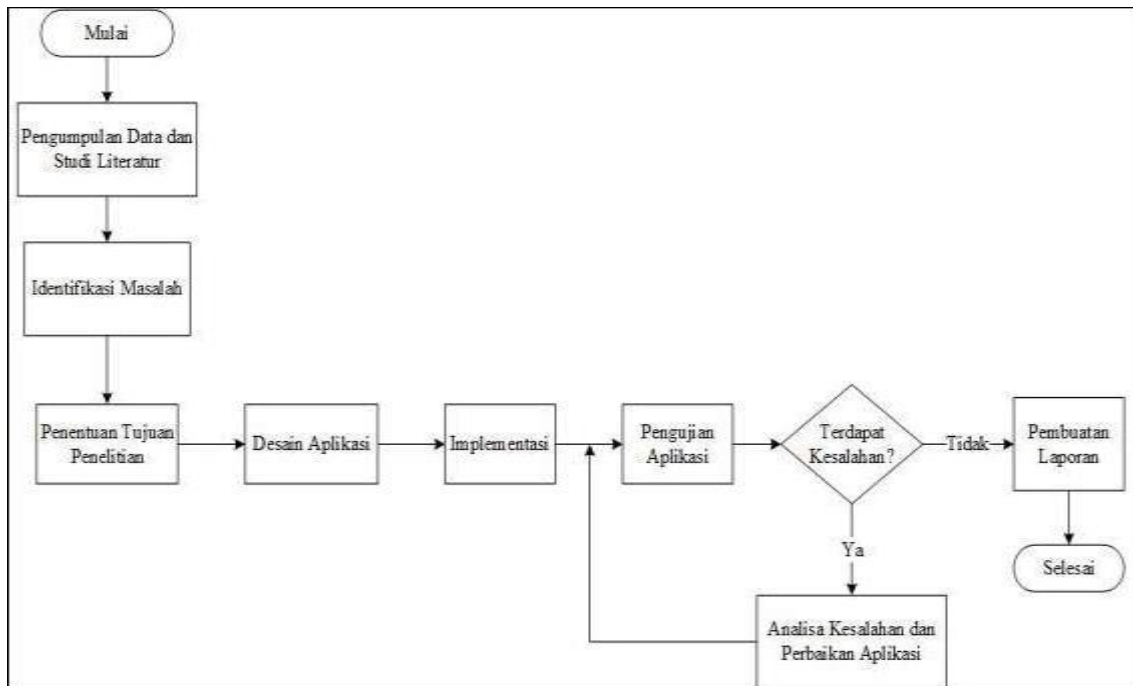 Mulai
Pengumpulan Data dan
Studi Literatur
Identifikasi Masalah
Penentuan Tujuan
Penelitian
Desain Aplikasi
Implementasi
Pengujian
Aplikasi
Terdapat
Kesalahan?
Tidak
Pembuatan
Laporan
Ya
Selesai
Analisa Kesalahan dan
Perbaikan Aplikasi